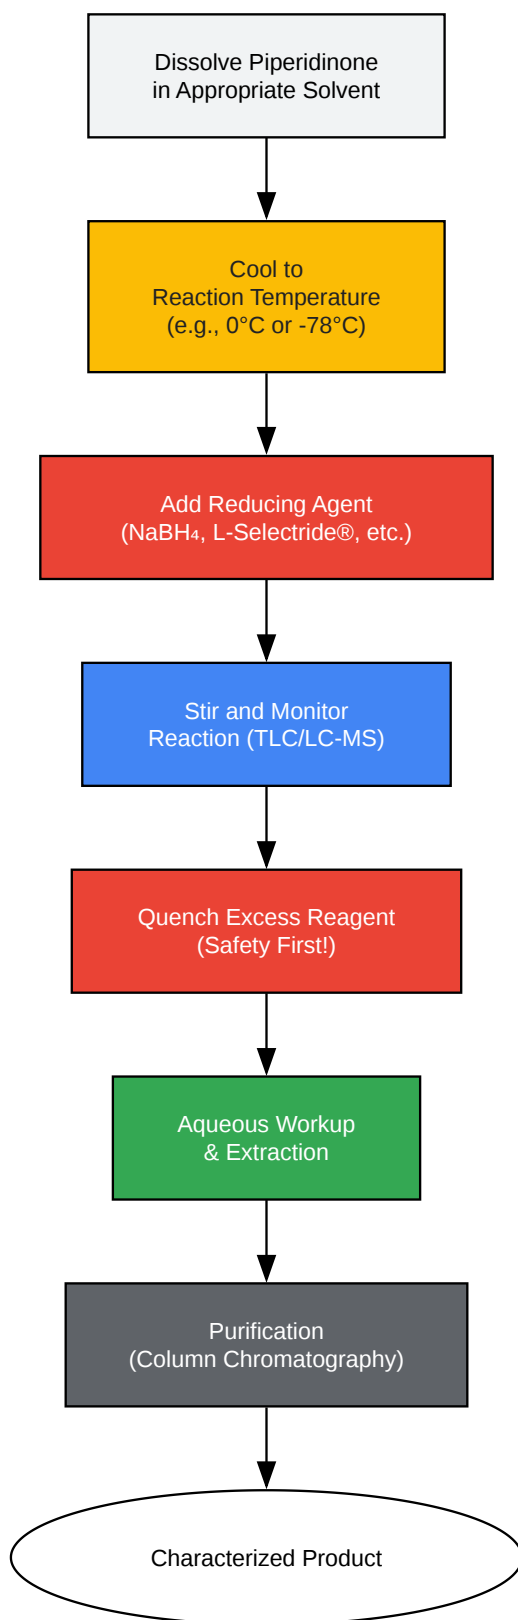 Dissolve Piperidinone
in Appropriate Solvent
Cool to
Reaction Temperature
(e.g., 0°C or -78°C)
Add Reducing Agent
(NaBH₄, L-Selectride®, etc.)
Stir and Monitor
Reaction (TLC/LC-MS)
Quench Excess Reagent
(Safety First!)
Aqueous Workup
& Extraction
Purification
(Column Chromatography)
Characterized Product